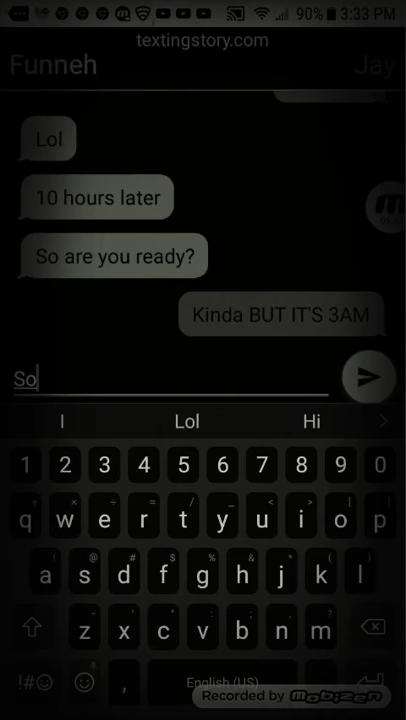 90% 3:33 PM
textingstory.com
Funneh Jay
Lol
10 hours later
So are you ready?
Kinda BUT IT'S 3AM
So
I Lol Hi >
1 2 3 4 5 6 7 8 9 0
q w e r t y u i o p
a s d f g h j k l
z x c v b n m
!#☺ , English (US)
Recorded by MOBIZEN